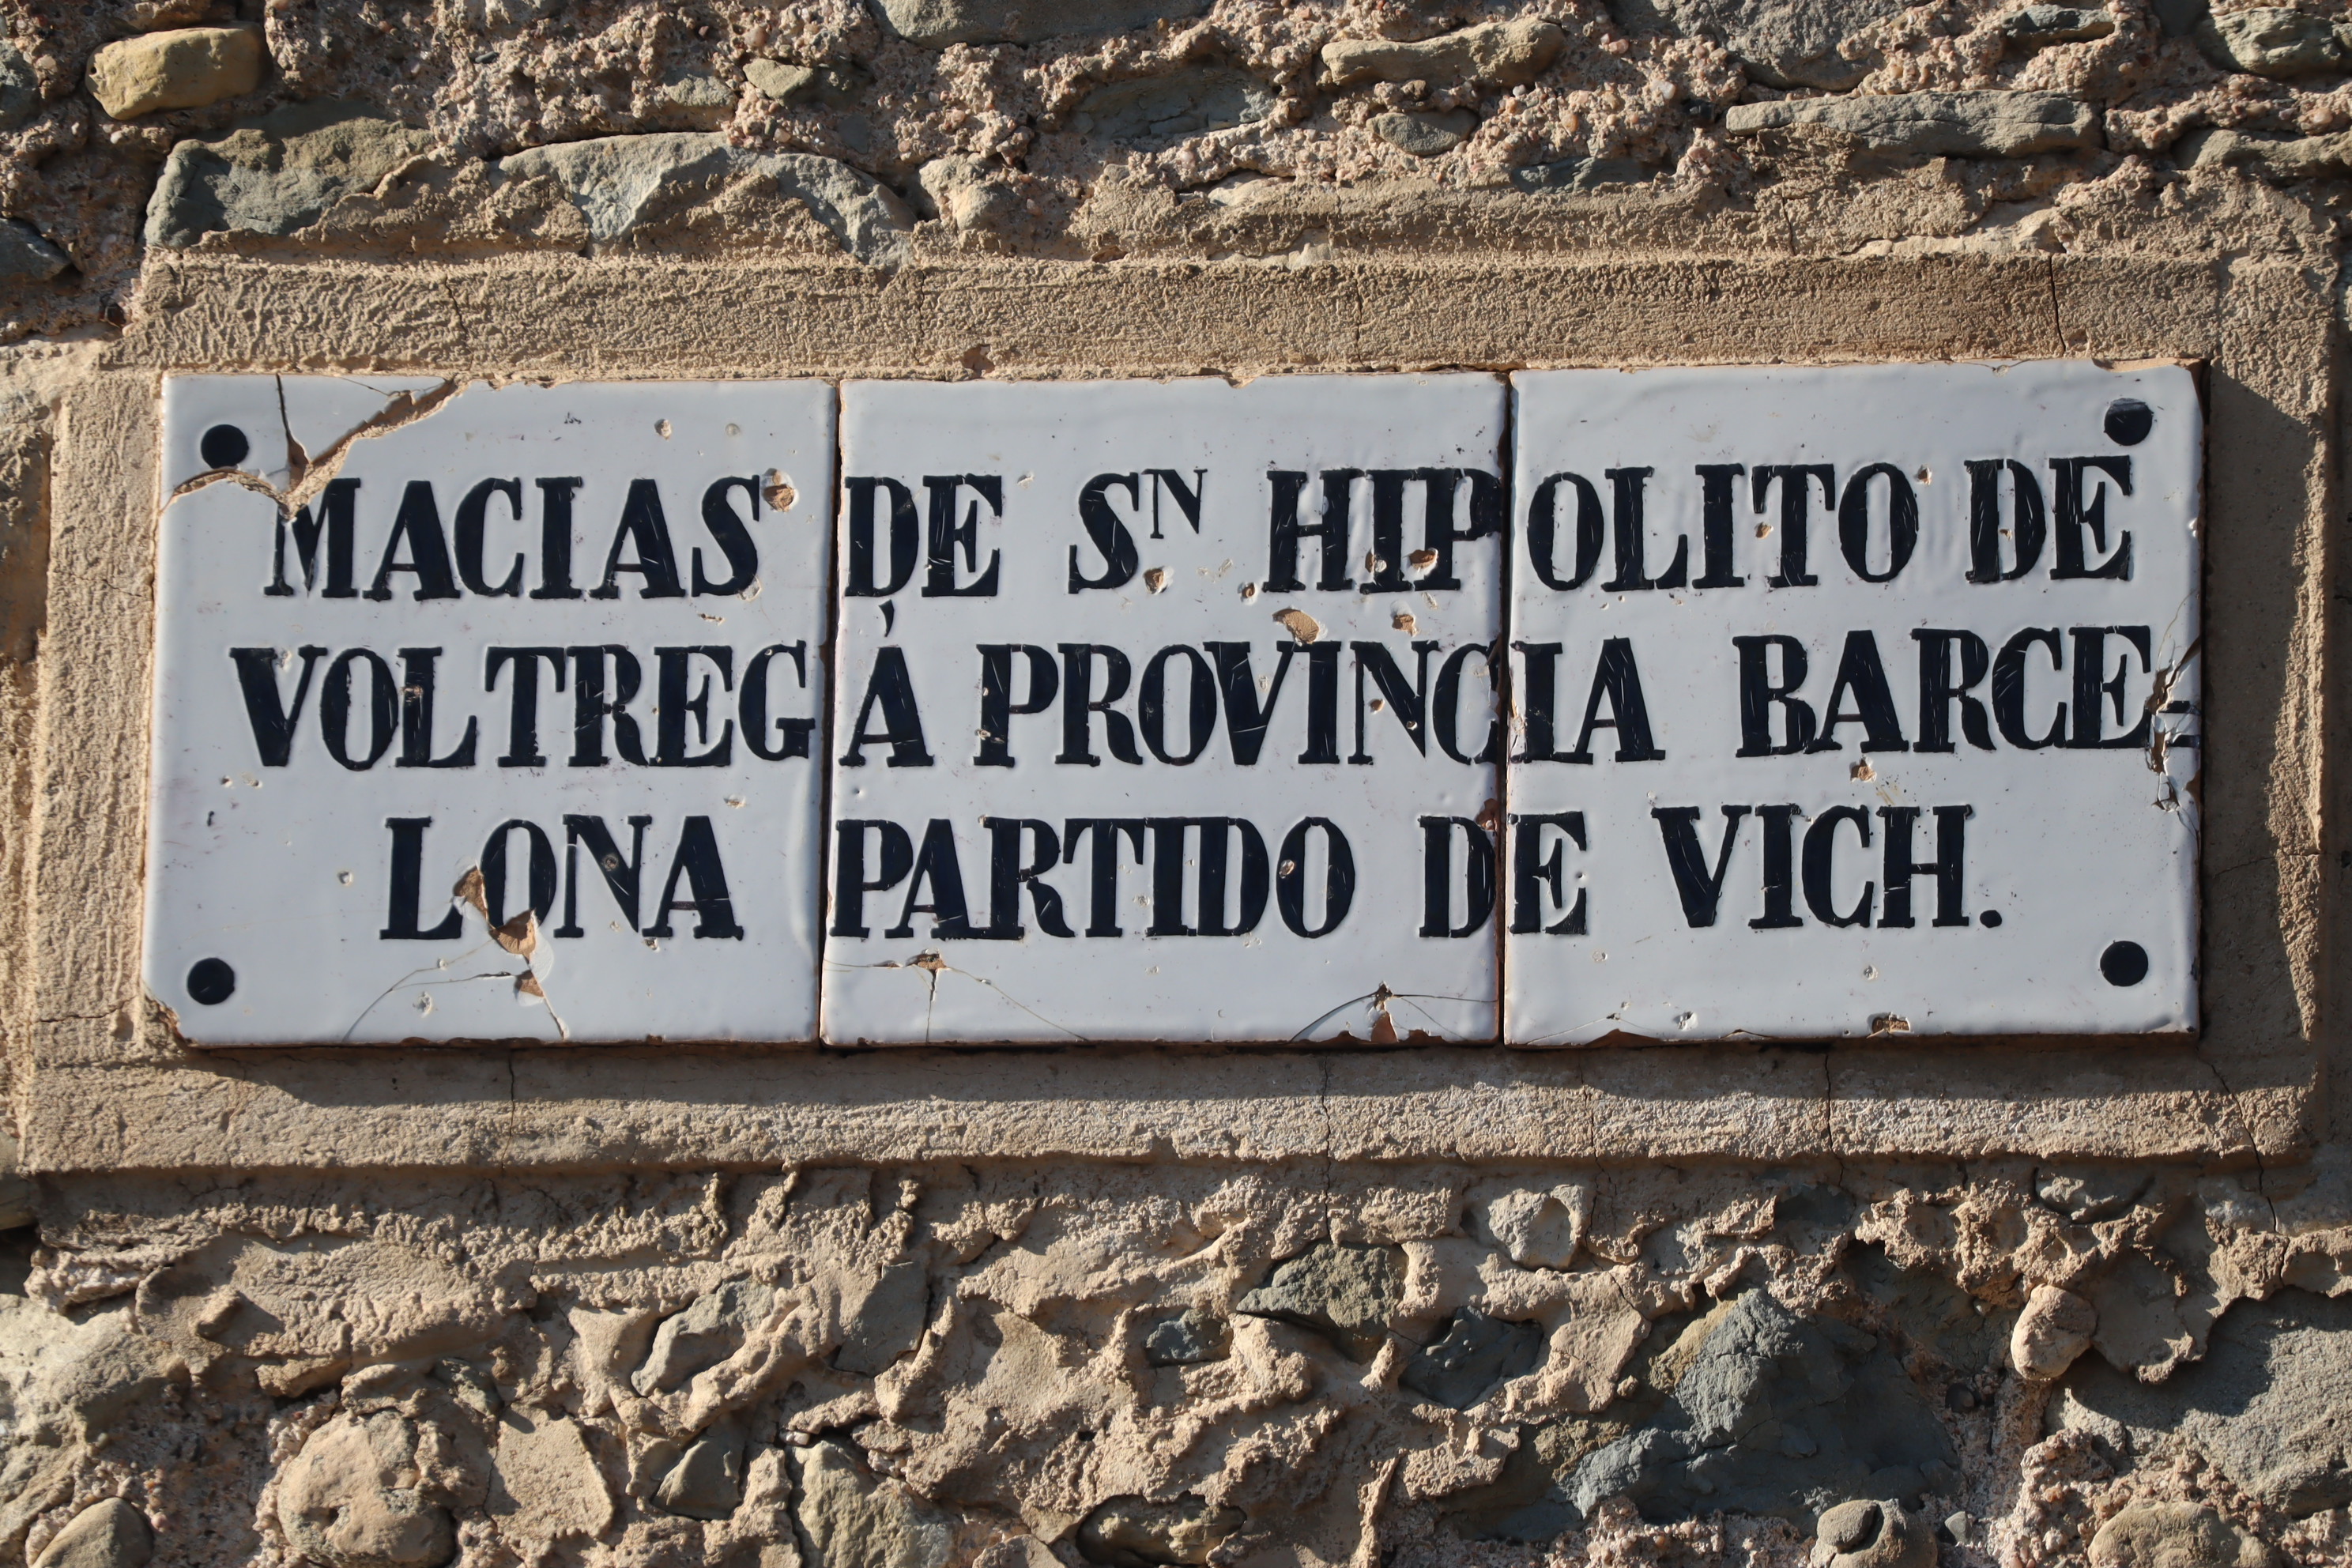 MACIAS DE SN HIPOLITO DE
VOLTREGÁ PROVINCIA BARCE-
LONA PARTIDO DE VICH.